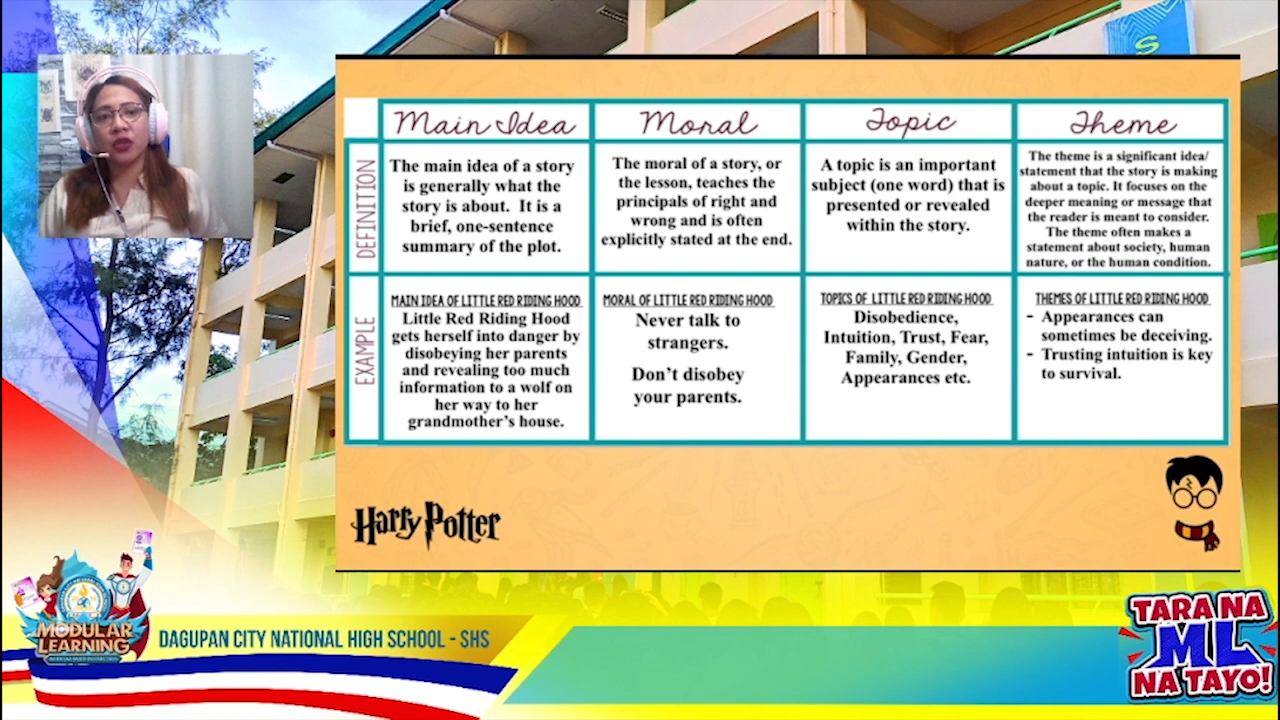 Main Idea
Moral
Topic
Theme
DEFINITION
The main idea of a story
is generally what the
story is about. It is a
brief, one-sentence
summary of the plot.
The moral of a story, or
the lesson, teaches the
principals of right and
wrong and is often
explicitly stated at the end.
A topic is an important
subject (one word) that is
presented or revealed
within the story.
The theme is a significant idea/
statement that the story is making
about a topic. It focuses on the
deeper meaning or message that
the reader is meant to consider.
The theme often makes a
statement about society, human
nature, or the human condition.
EXAMPLE
MAIN IDEA OF LITTLE RED RIDING HOOD
Little Red Riding Hood
gets herself into danger by
disobeying her parents
and revealing too much
information to a wolf on
her way to her
grandmother's house.
MORAL OF LITTLE RED RIDING HOOD
Never talk to
strangers.
Don't disobey
your parents.
TOPICS OF LITTLE RED RIDING HOOD
Disobedience,
Intuition, Trust, Fear,
Family, Gender,
Appearances etc.
THEMES OF LITTLE RED RIDING HOOD
- Appearances can
sometimes be deceiving.
- Trusting intuition is key
to survival.
Harry Potter
MODULAR
LEARNING
DAGUPAN CITY NATIONAL HIGH SCHOOL - SHS
TARA NA
ML
NA TAYO!
S